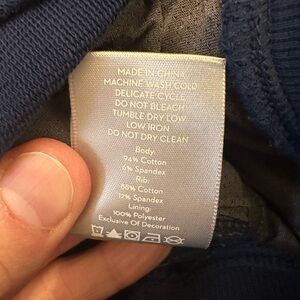 MADE IN CHINA
MACHINE WASH COLD
DELICATE CYCLE
DO NOT BLEACH
TUMBLE DRY LOW
LOW IRON
DO NOT DRY CLEAN
Body:
94% Cotton
6% Spandex
Rib:
88% Cotton
12% Spandex
Lining:
100% Polyester
Exclusive Of Decoration